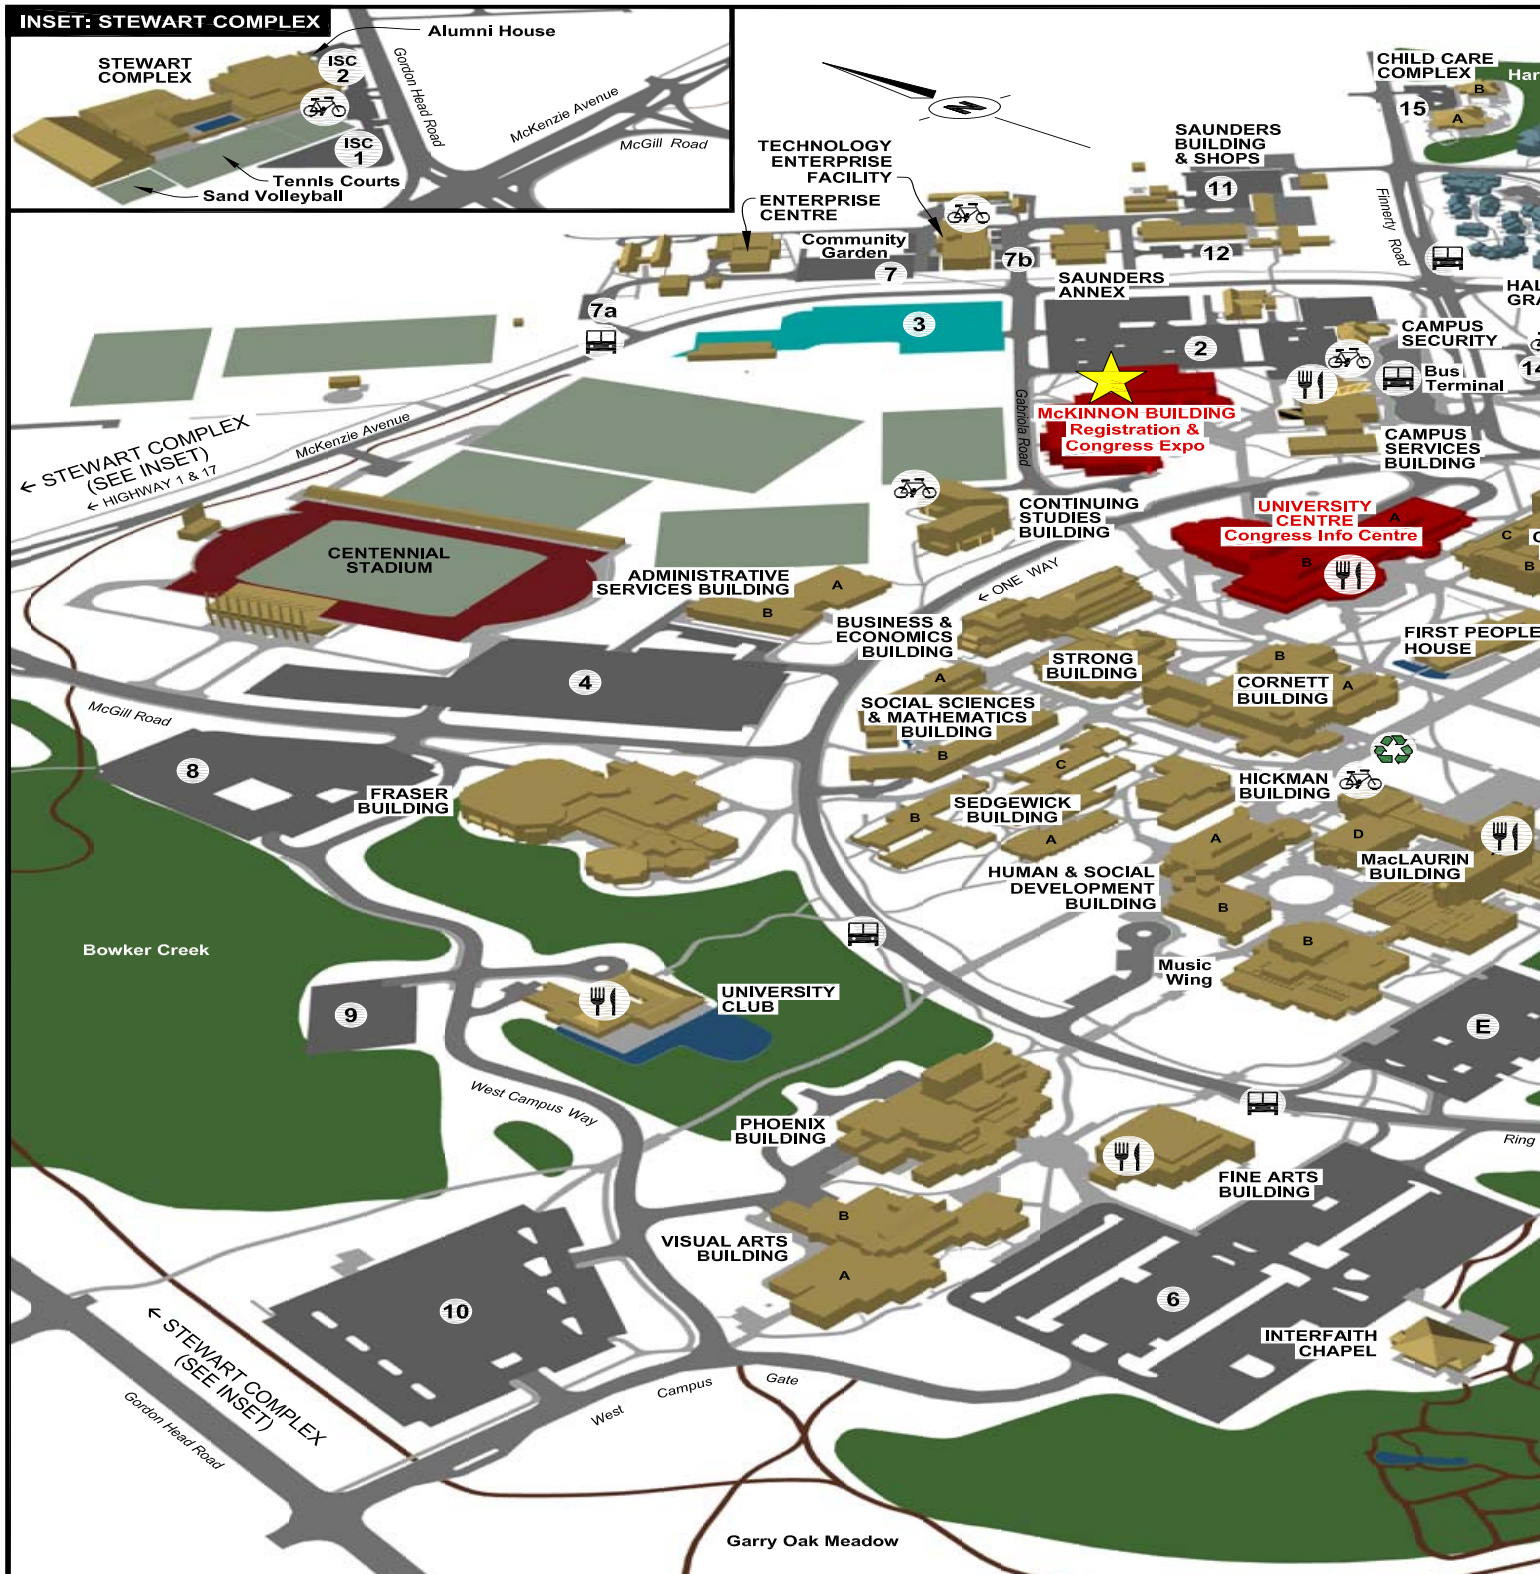 INSET: STEWART COMPLEX
Alumni House
STEWART
COMPLEX
ISC
2
ISC
1
Gordon Head Road
McKenzie Avenue
McGill Road
Tennis Courts
Sand Volleyball
N
CHILD CARE
COMPLEX
Har
15
B
A
SAUNDERS
BUILDING
& SHOPS
11
TECHNOLOGY
ENTERPRISE
FACILITY
ENTERPRISE
CENTRE
Community
Garden
7
7b
12
Finnerty Road
SAUNDERS
ANNEX
HAL
GRA
7a
3
2
CAMPUS
SECURITY
Bus
Terminal
14
McKINNON BUILDING
Registration &
Congress Expo
Gabriola Road
CAMPUS
SERVICES
BUILDING
McKenzie Avenue
← STEWART COMPLEX
(SEE INSET)
← HIGHWAY 1 & 17
CONTINUING
STUDIES
BUILDING
UNIVERSITY
CENTRE
Congress Info Centre
A
B
C
B
C
CENTENNIAL
STADIUM
ADMINISTRATIVE
SERVICES BUILDING
A
B
← ONE WAY
BUSINESS &
ECONOMICS
BUILDING
STRONG
BUILDING
FIRST PEOPLE
HOUSE
B
CORNETT
BUILDING
A
4
A
SOCIAL SCIENCES
& MATHEMATICS
BUILDING
B
McGill Road
8
FRASER
BUILDING
C
SEDGEWICK
BUILDING
B
A
HICKMAN
BUILDING
D
MacLAURIN
BUILDING
A
HUMAN & SOCIAL
DEVELOPMENT
BUILDING
B
B
Music
Wing
Bowker Creek
9
UNIVERSITY
CLUB
E
West Campus Way
PHOENIX
BUILDING
Ring
FINE ARTS
BUILDING
B
VISUAL ARTS
BUILDING
A
10
6
← STEWART COMPLEX
(SEE INSET)
Gordon Head Road
INTERFAITH
CHAPEL
West Campus Gate
Garry Oak Meadow